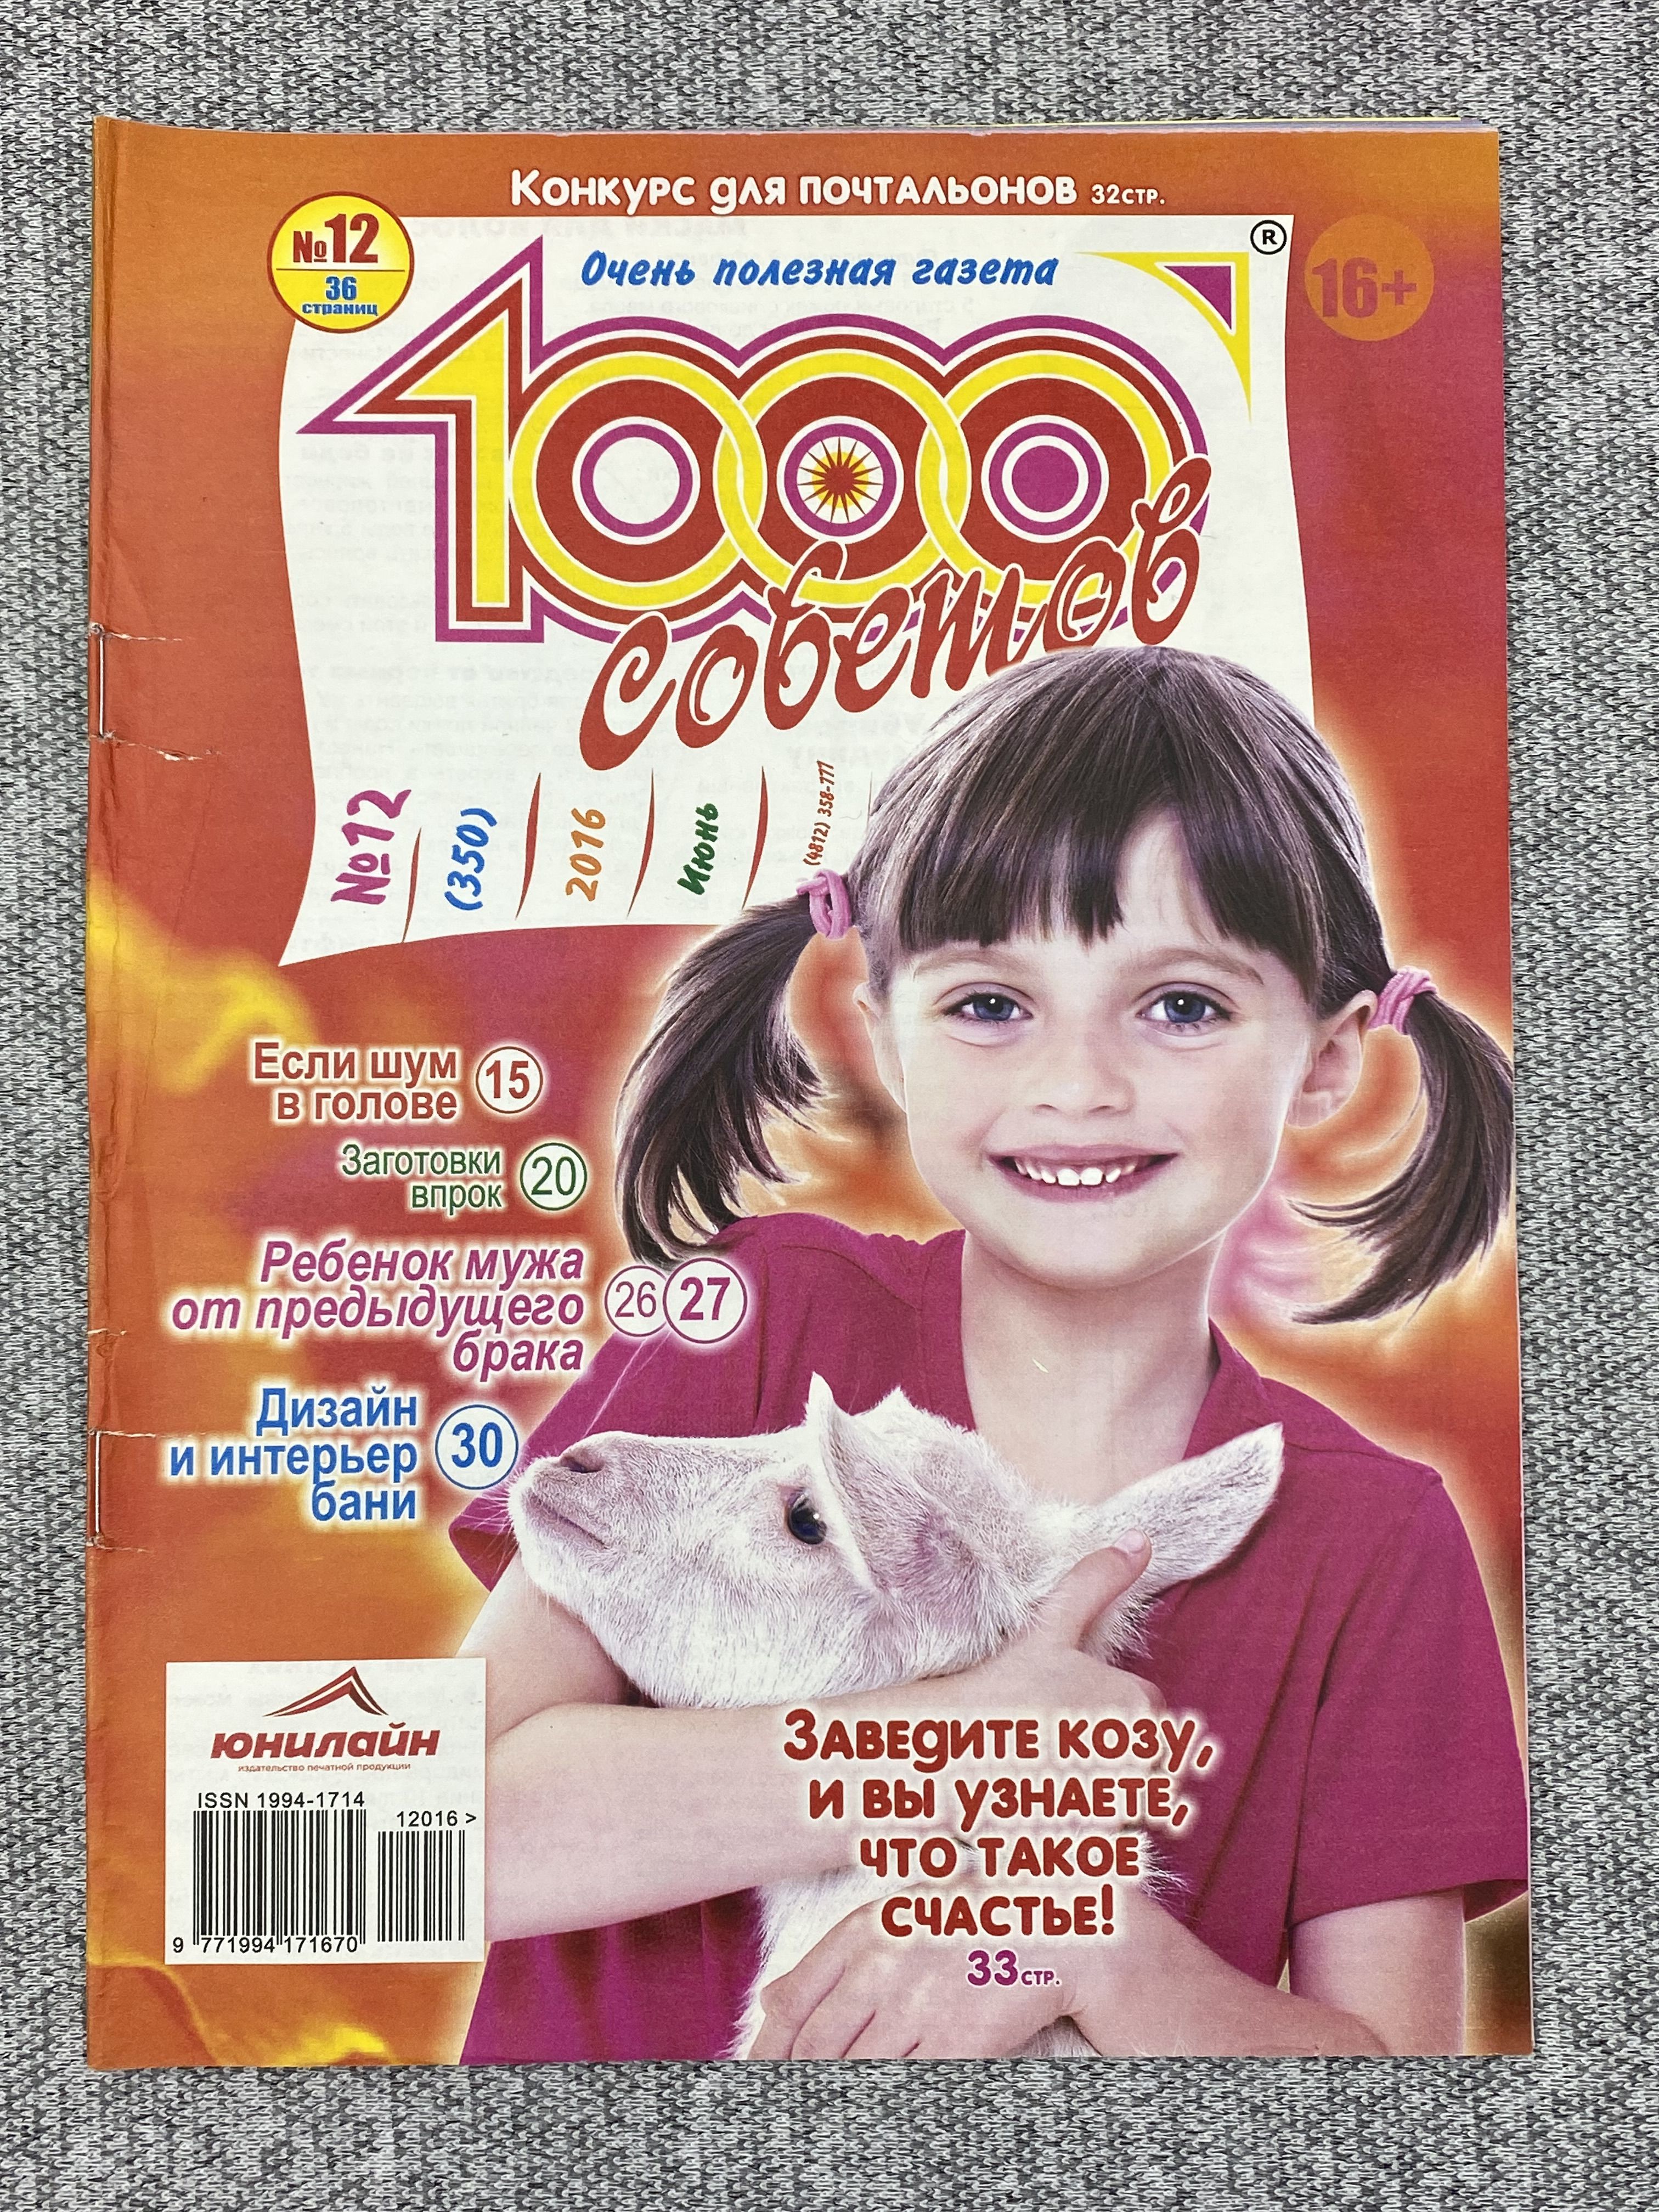 Конкурс для почтальонов 32стр.
№12
36
страниц
Очень полезная газета
®
16+
1000
советов
№12
(350)
2016
Июнь
(4812) 358-777
Если шум
в голове
15
Заготовки
впрок
20
Ребенок мужа
от предыдущего
брака
26 27
Дизайн
и интерьер
бани
30
Заведите козу,
и вы узнаете,
что такое
счастье!
33стр.
юнилайн
издательство печатной продукции
ISSN 1994-1714
12016 >
9 771994 171670